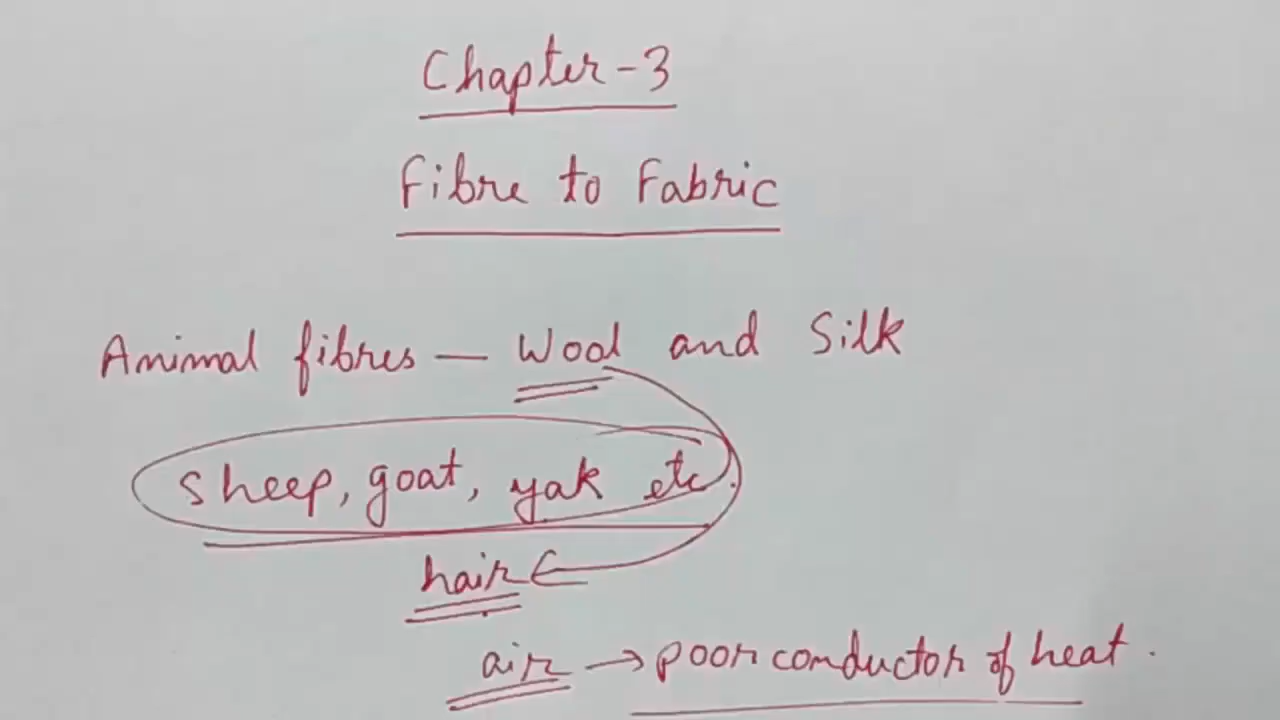 Chapter-3
Fibre to Fabric
Animal fibres — Wool and Silk
sheep, goat, yak etc.
hair ←
air → poor conductor of heat.